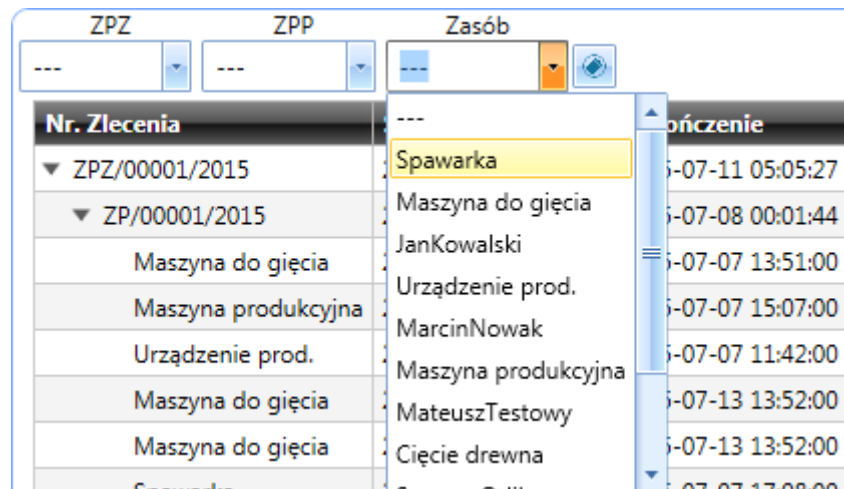 ZPZ ZPP Zasób
--- --- ---
Nr. Zlecenia ---
ZPZ/00001/2015 Spawarka -07-11 05:05:27
ZP/00001/2015 Maszyna do gięcia -07-08 00:01:44
Maszyna do gięcia JanKowalski -07-07 13:51:00
Maszyna produkcyjna Urządzenie prod. -07-07 15:07:00
Urządzenie prod. MarcinNowak -07-07 11:42:00
Maszyna do gięcia Maszyna produkcyjna -07-13 13:52:00
Maszyna do gięcia MateuszTestowy -07-13 13:52:00
Cięcie drewna